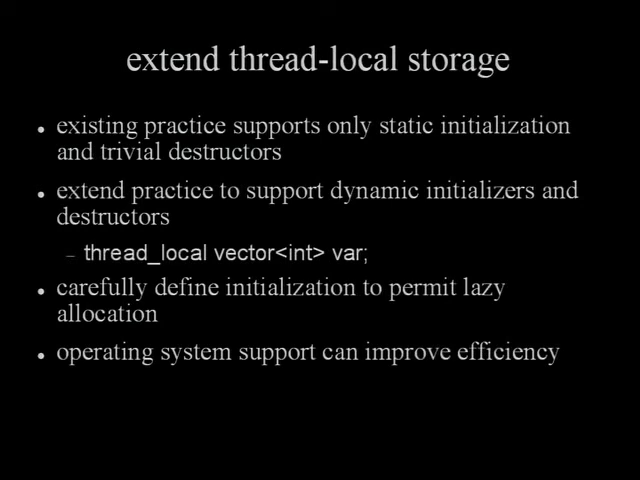 extend thread-local storage
• existing practice supports only static initialization
and trivial destructors
• extend practice to support dynamic initializers and
destructors
– thread_local vector<int> var;
• carefully define initialization to permit lazy
allocation
• operating system support can improve efficiency